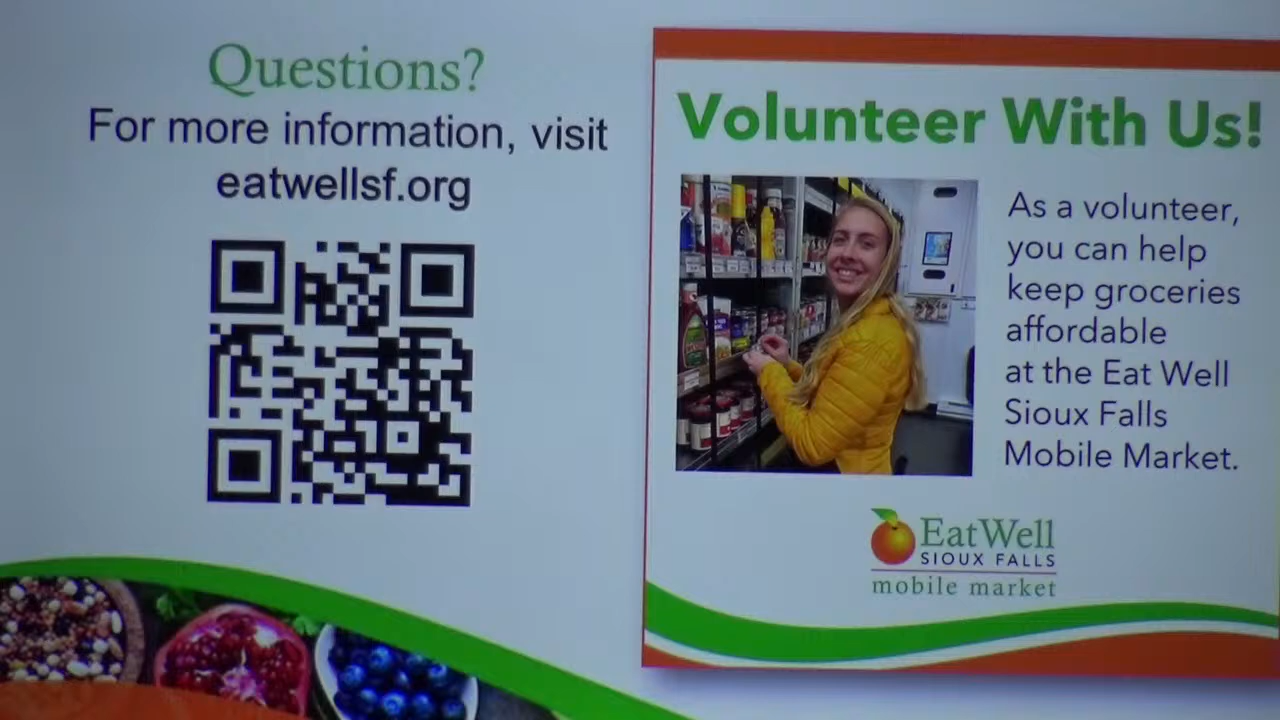 Questions?
For more information, visit
eatwellsf.org
Volunteer With Us!
As a volunteer,
you can help
keep groceries
affordable
at the Eat Well
Sioux Falls
Mobile Market.
EatWell
SIOUX FALLS
mobile market